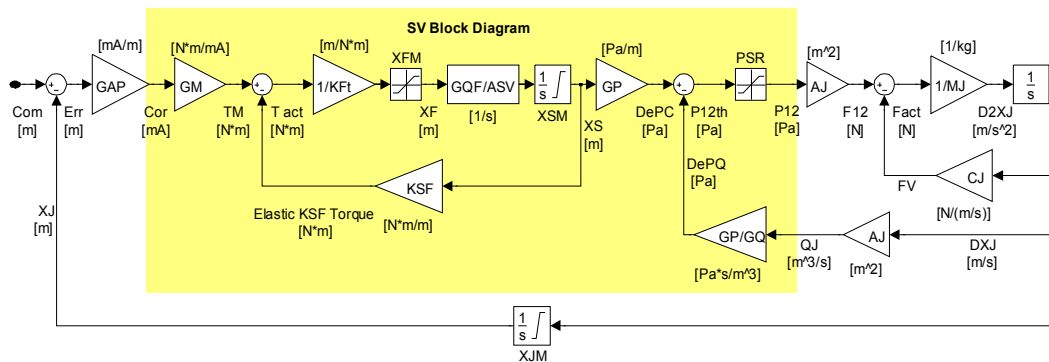 SV Block Diagram
[mA/m]
[N*m/mA]
[m/N*m]
XFM
[Pa/m]
PSR
[m^2]
[1/kg]
+
-
GAP
GM
+
-
1/KFt
GQF/ASV
1
s
GP
+
-
AJ
+
-
1/MJ
1
s
Com
[m]
Err
[m]
Cor
[mA]
TM
[N*m]
T act
[N*m]
XF
[m]
[1/s]
XSM
XS
[m]
DePC
[Pa]
P12th
[Pa]
P12
[Pa]
F12
[N]
Fact
[N]
D2XJ
[m/s^2]
DePQ
[Pa]
KSF
FV
CJ
XJ
[m]
Elastic KSF Torque
[N*m]
[N*m/m]
[N/(m/s)]
GP/GQ
QJ
[m^3/s]
AJ
DXJ
[m/s]
[Pa*s/m^3]
[m^2]
1
s
XJM